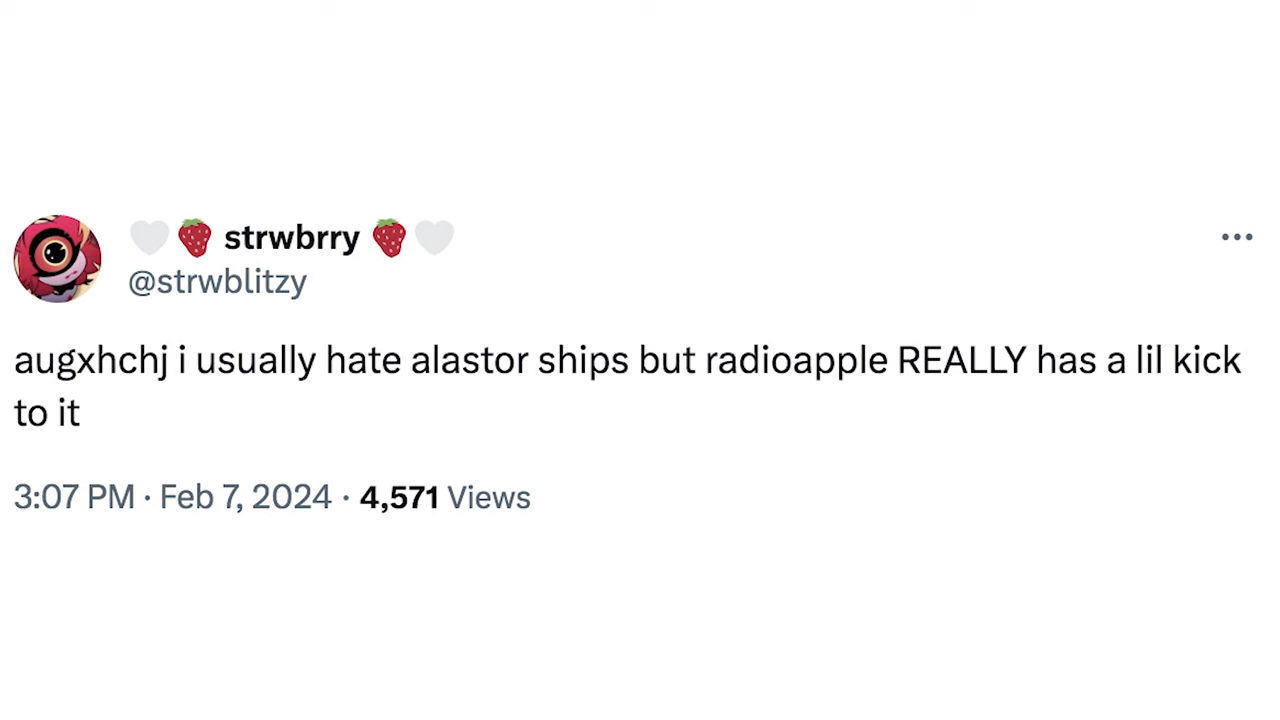 🤍🍓 strwbrry 🍓🤍
@strwblitzy
augxhchj i usually hate alastor ships but radioapple REALLY has a lil kick
to it
3:07 PM · Feb 7, 2024 · 4,571 Views